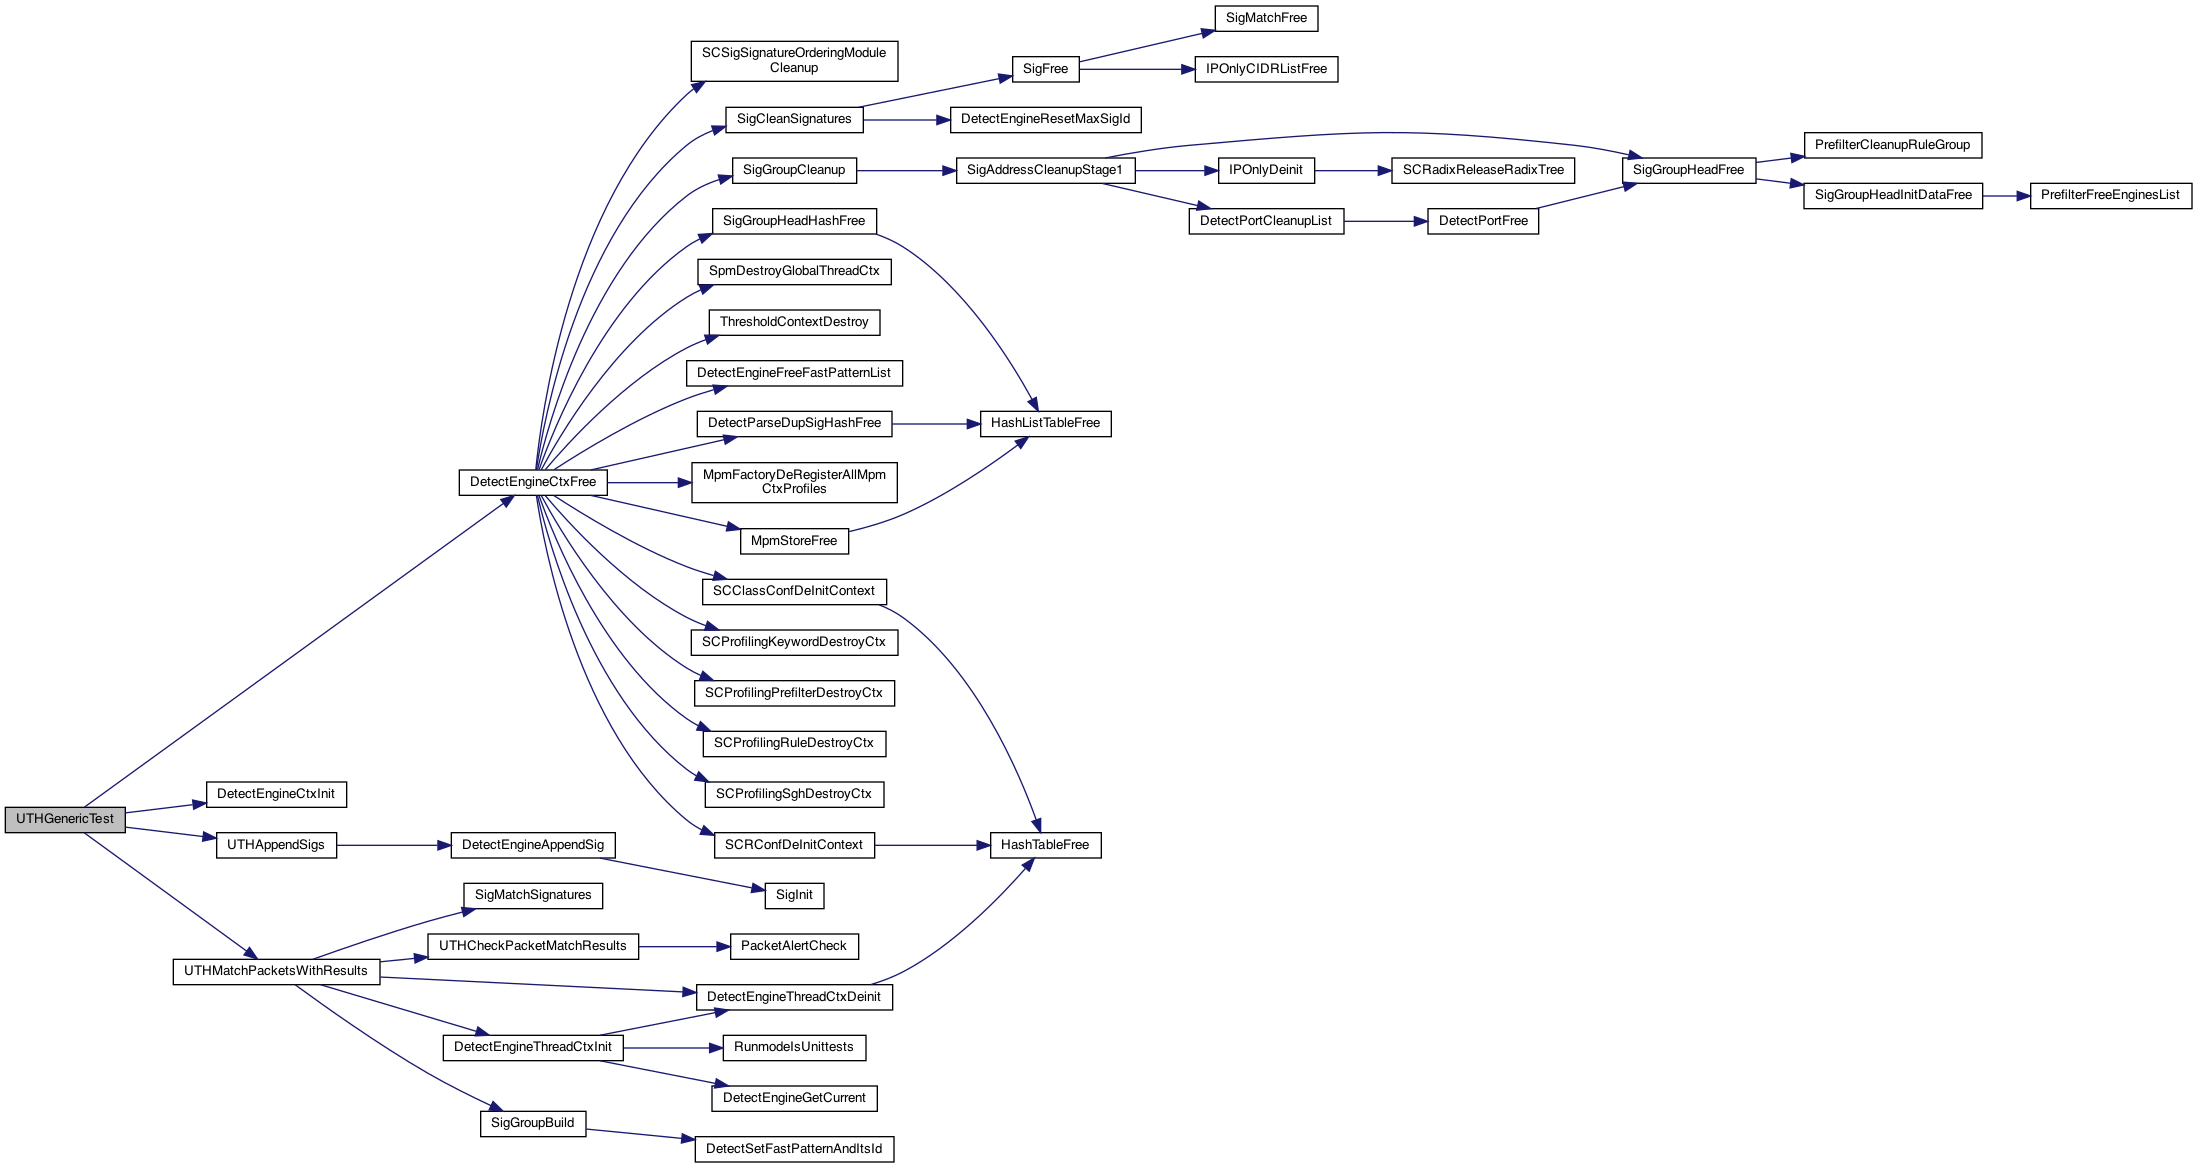 SigMatchFree
SCSigSignatureOrderingModule
Cleanup
SigFree
IPOnlyCIDRListFree
SigCleanSignatures
DetectEngineResetMaxSigId
PrefilterCleanupRuleGroup
SigGroupCleanup
SigAddressCleanupStage1
IPOnlyDeinit
SCRadixReleaseRadixTree
SigGroupHeadFree
SigGroupHeadInitDataFree
PrefilterFreeEnginesList
SigGroupHeadHashFree
DetectPortCleanupList
DetectPortFree
SpmDestroyGlobalThreadCtx
ThresholdContextDestroy
DetectEngineFreeFastPatternList
DetectParseDupSigHashFree
HashListTableFree
DetectEngineCtxFree
MpmFactoryDeRegisterAllMpm
CtxProfiles
MpmStoreFree
SCClassConfDeInitContext
SCProfilingKeywordDestroyCtx
SCProfilingPrefilterDestroyCtx
SCProfilingRuleDestroyCtx
DetectEngineCtxInit
SCProfilingSghDestroyCtx
UTHGenericTest
UTHAppendSigs
DetectEngineAppendSig
SCRConfDeInitContext
HashTableFree
SigInit
SigMatchSignatures
UTHCheckPacketMatchResults
PacketAlertCheck
UTHMatchPacketsWithResults
DetectEngineThreadCtxDeinit
DetectEngineThreadCtxInit
RunmodeIsUnittests
DetectEngineGetCurrent
SigGroupBuild
DetectSetFastPatternAndItsId